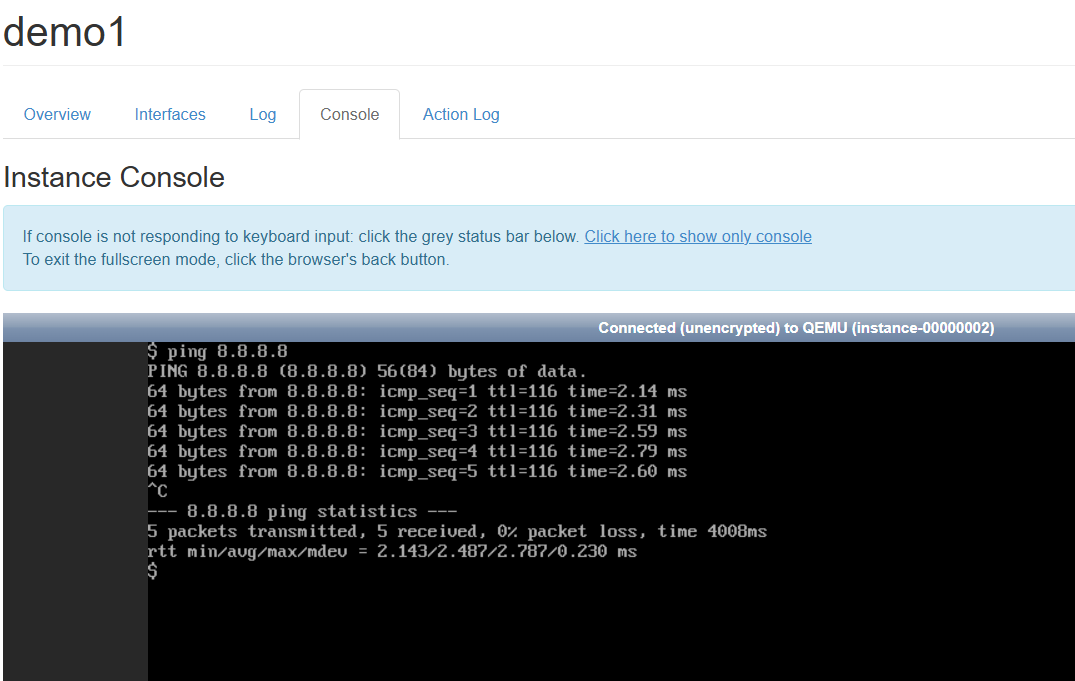 demo1
Overview Interfaces Log Console Action Log
Instance Console
If console is not responding to keyboard input: click the grey status bar below. Click here to show only console
To exit the fullscreen mode, click the browser's back button.
Connected (unencrypted) to QEMU (instance-00000002)
$ ping 8.8.8.8
PING 8.8.8.8 (8.8.8.8) 56(84) bytes of data.
64 bytes from 8.8.8.8: icmp_seq=1 ttl=116 time=2.14 ms
64 bytes from 8.8.8.8: icmp_seq=2 ttl=116 time=2.31 ms
64 bytes from 8.8.8.8: icmp_seq=3 ttl=116 time=2.59 ms
64 bytes from 8.8.8.8: icmp_seq=4 ttl=116 time=2.79 ms
64 bytes from 8.8.8.8: icmp_seq=5 ttl=116 time=2.60 ms
^C
--- 8.8.8.8 ping statistics ---
5 packets transmitted, 5 received, 0% packet loss, time 4008ms
rtt min/avg/max/mdev = 2.143/2.487/2.787/0.230 ms
$